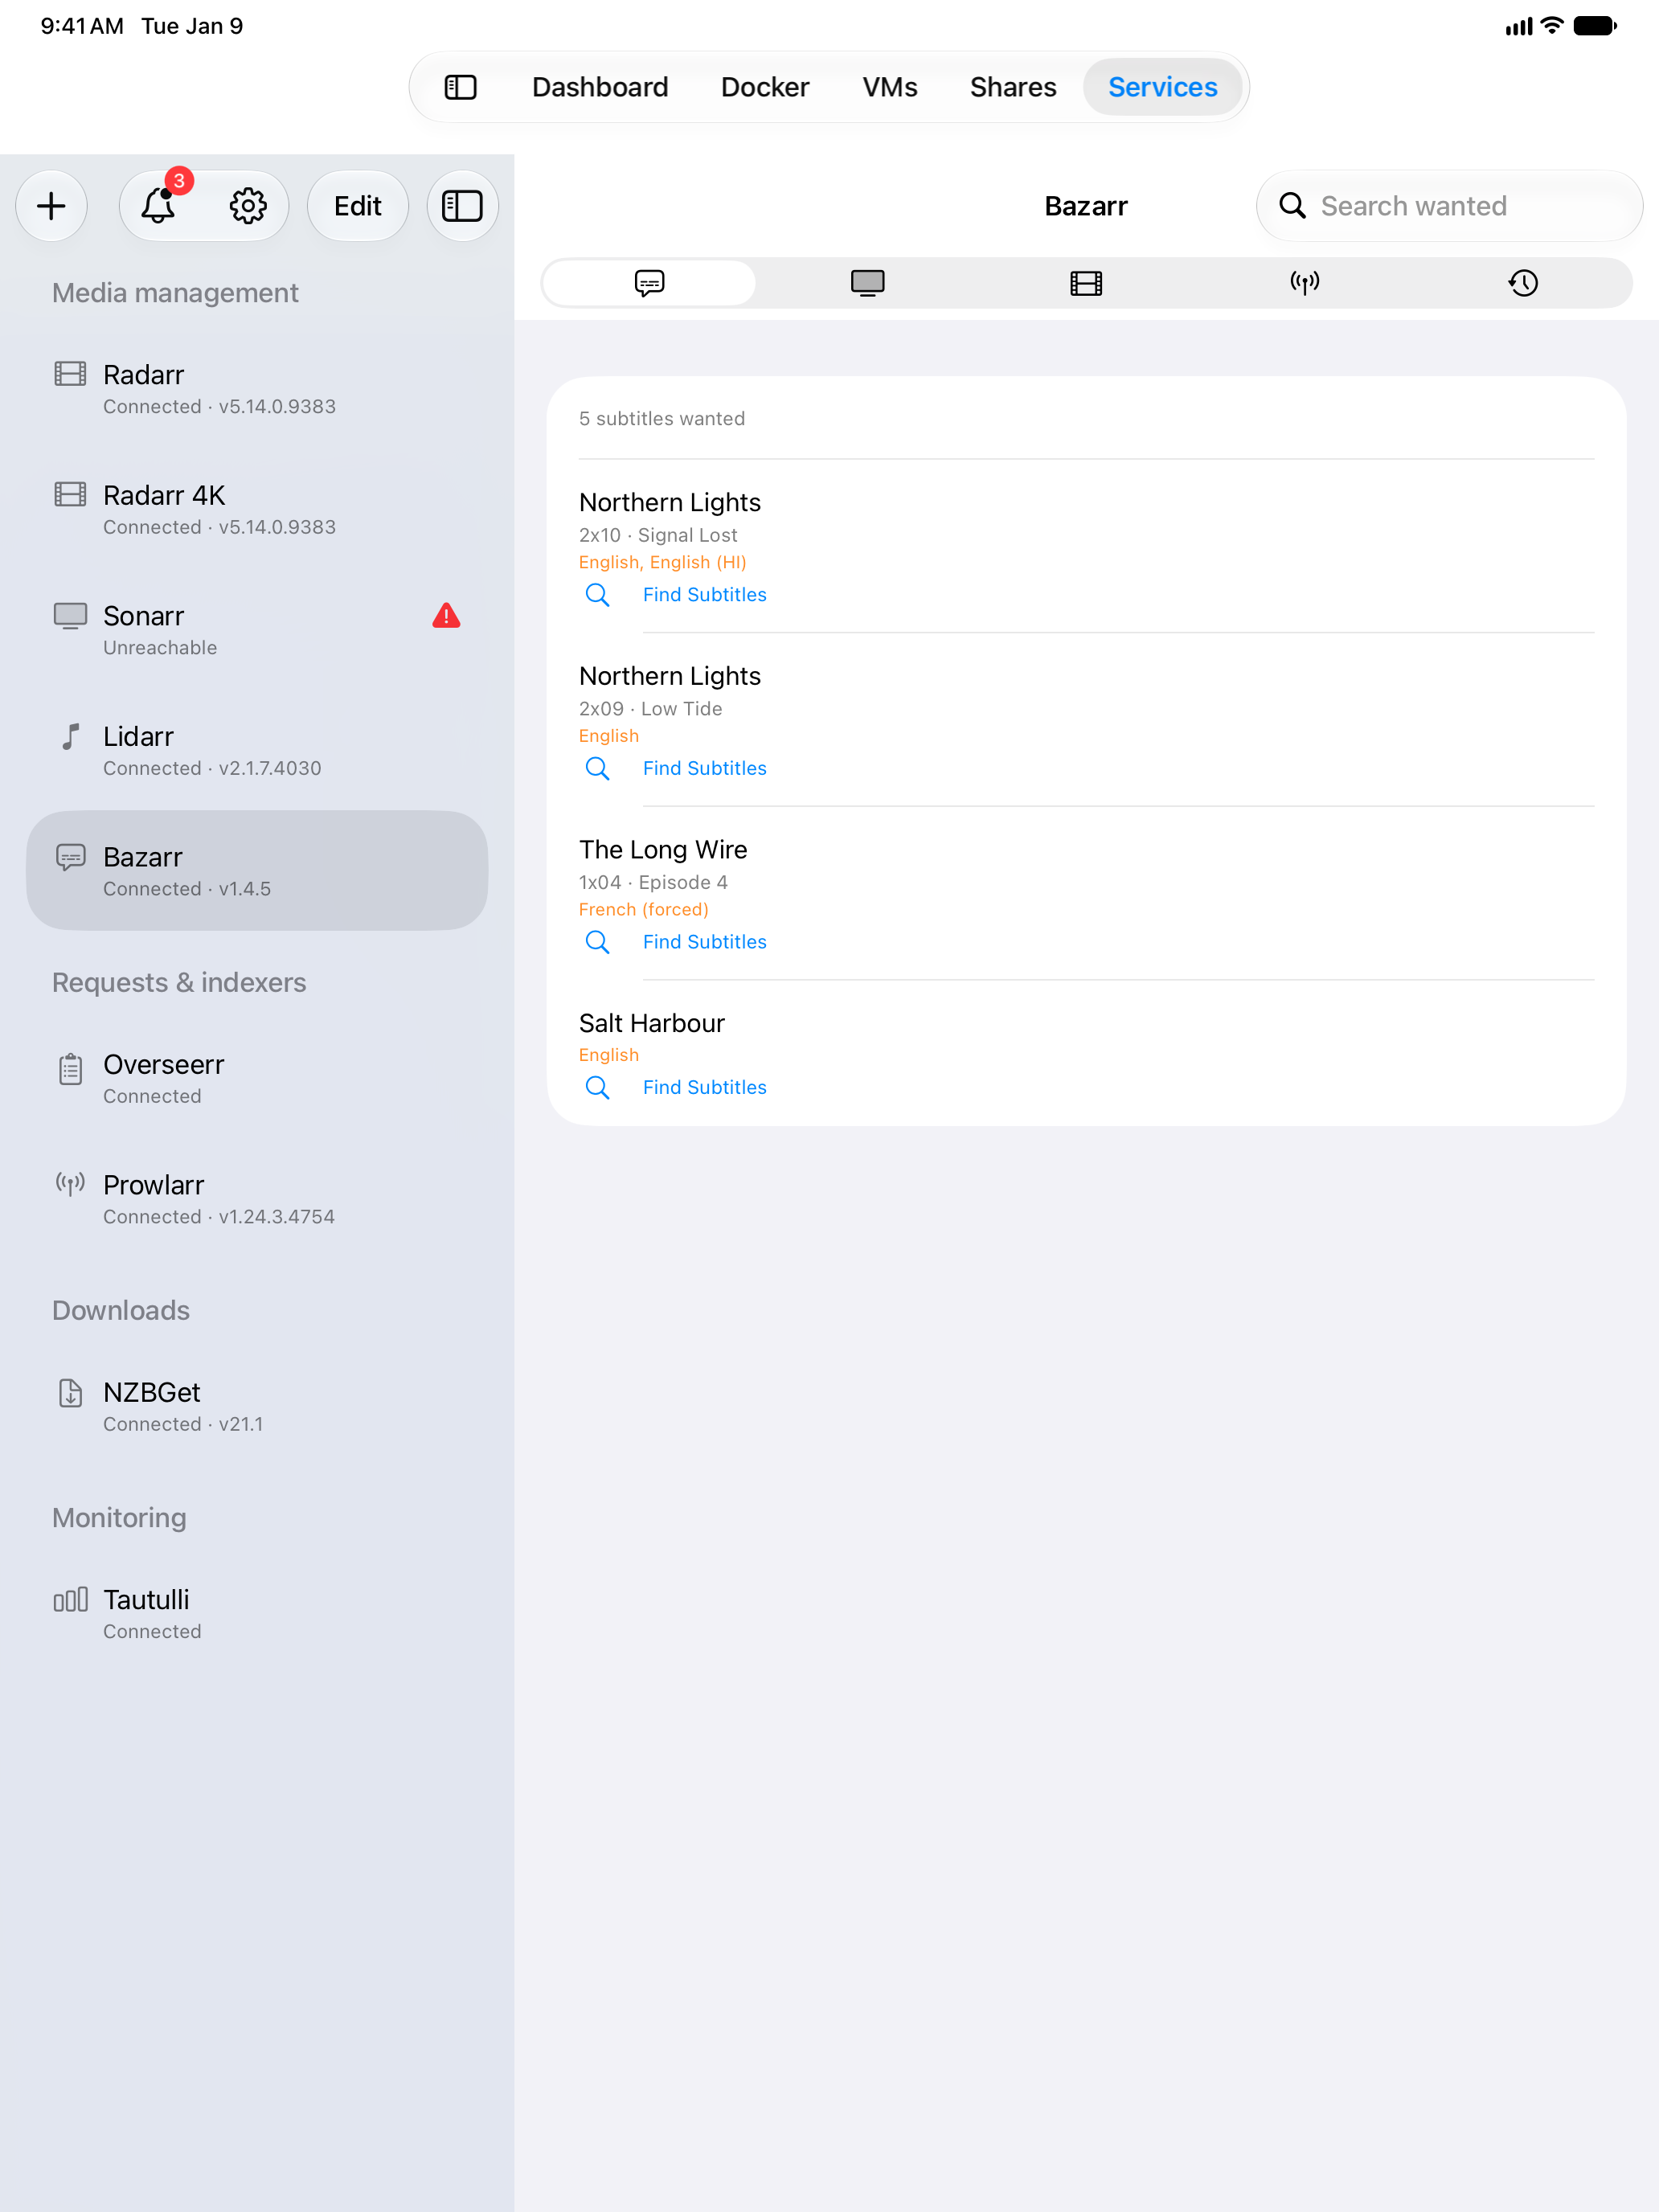 9:41 AM Tue Jan 9
Dashboard Docker VMs Shares Services
3
Edit
Media management
Radarr
Connected · v5.14.0.9383
Radarr 4K
Connected · v5.14.0.9383
Sonarr
Unreachable
Lidarr
Connected · v2.1.7.4030
Bazarr
Connected · v1.4.5
Requests & indexers
Overseerr
Connected
Prowlarr
Connected · v1.24.3.4754
Downloads
NZBGet
Connected · v21.1
Monitoring
Tautulli
Connected
Bazarr
Search wanted
5 subtitles wanted
Northern Lights
2x10 · Signal Lost
English, English (HI)
Find Subtitles
Northern Lights
2x09 · Low Tide
English
Find Subtitles
The Long Wire
1x04 · Episode 4
French (forced)
Find Subtitles
Salt Harbour
English
Find Subtitles